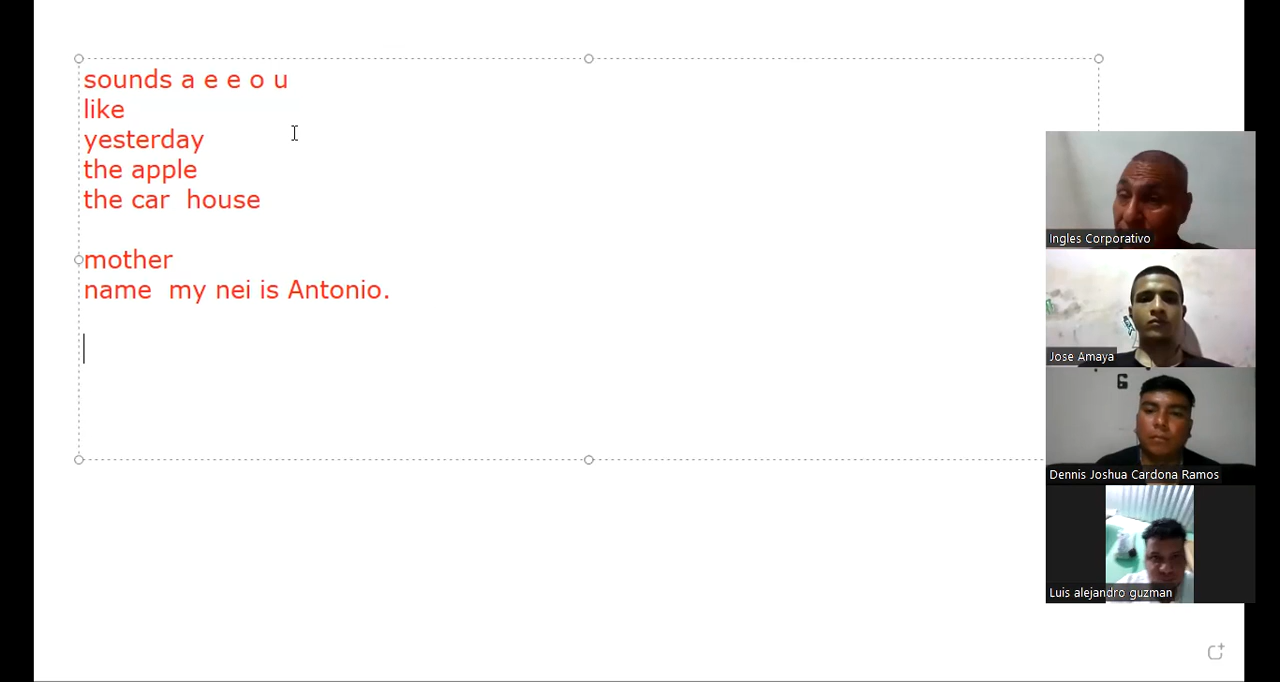 sounds a e e o u
like
yesterday
the apple
the car  house
mother
name  my nei is Antonio.
Ingles Corporativo
Jose Amaya
6
Dennis Joshua Cardona Ramos
Luis alejandro guzman